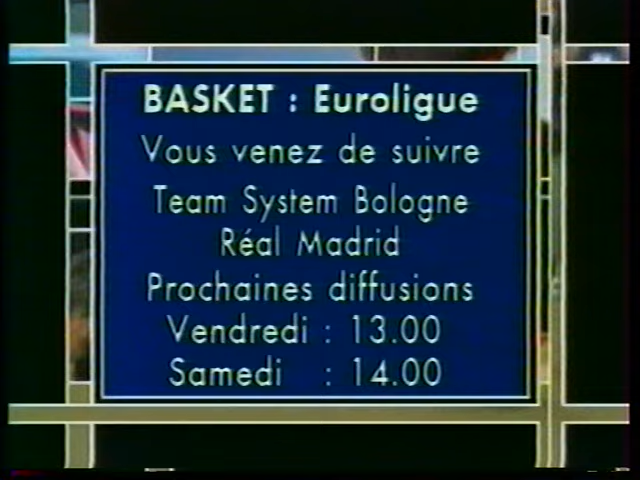 BASKET : Euroligue
Vous venez de suivre
Team System Bologne
Réal Madrid
Prochaines diffusions
Vendredi : 13.00
Samedi : 14.00